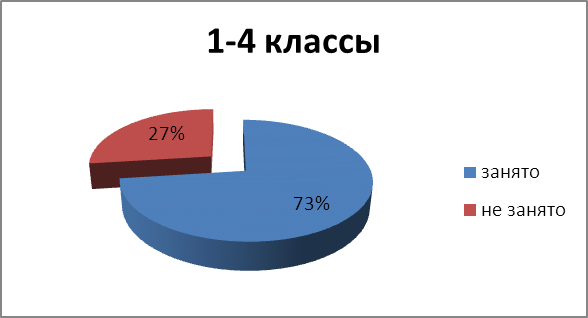 1-4 классы
27%
73%
занято
не занято